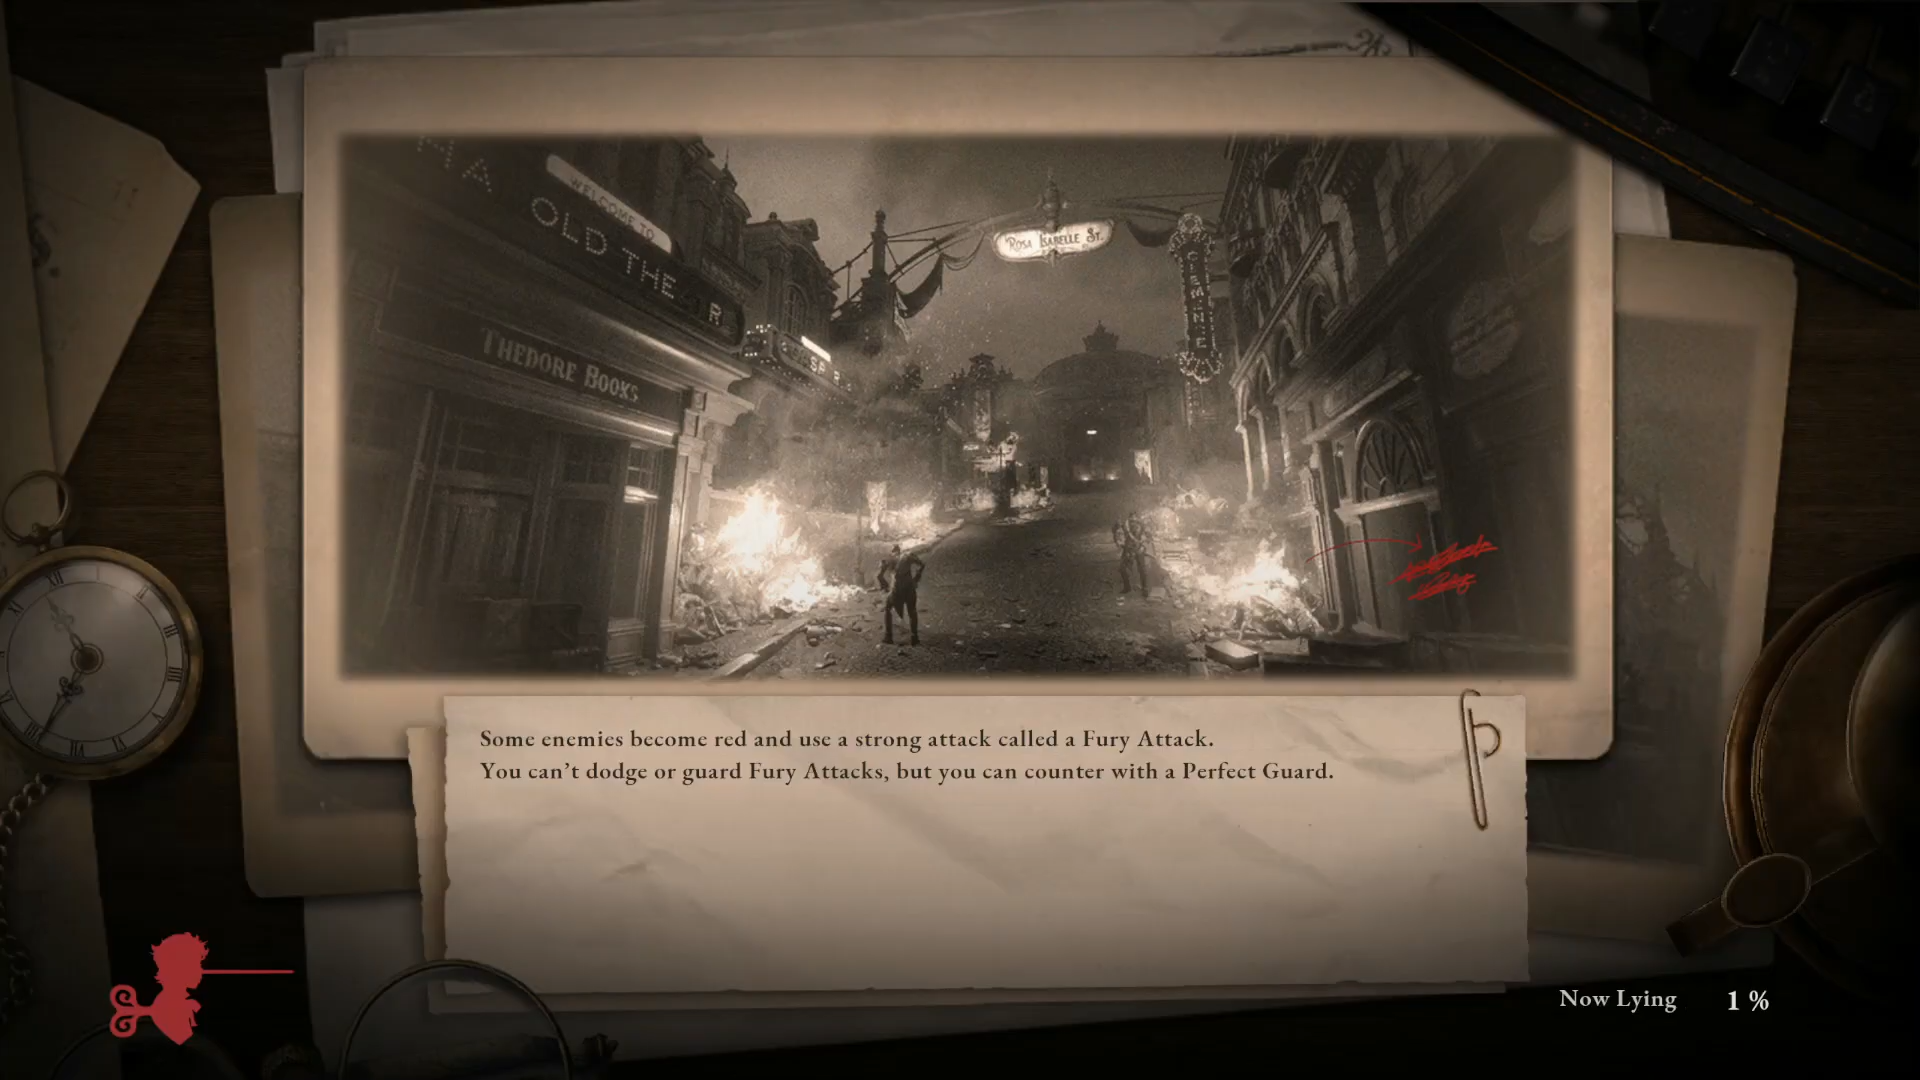 WELCOME TO
OLD THE R
THEDORE BOOKS
ROSA ISABELLE ST.
Some enemies become red and use a strong attack called a Fury Attack.
You can't dodge or guard Fury Attacks, but you can counter with a Perfect Guard.
Now Lying 1 %